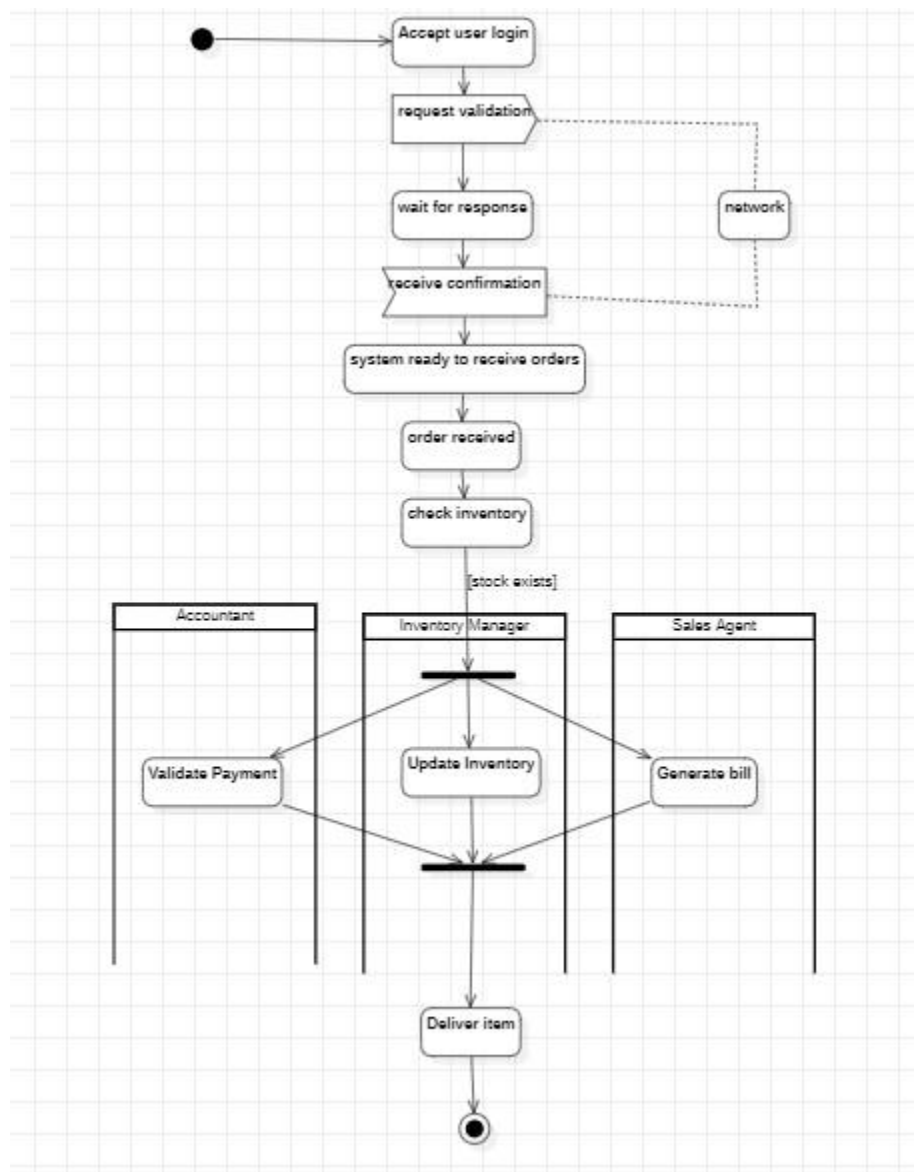 Accept user login
request validation
wait for response
network
receive confirmation
system ready to receive orders
order received
check inventory
[stock exists]
Accountant
Inventory Manager
Sales Agent
Validate Payment
Update Inventory
Generate bill
Deliver item